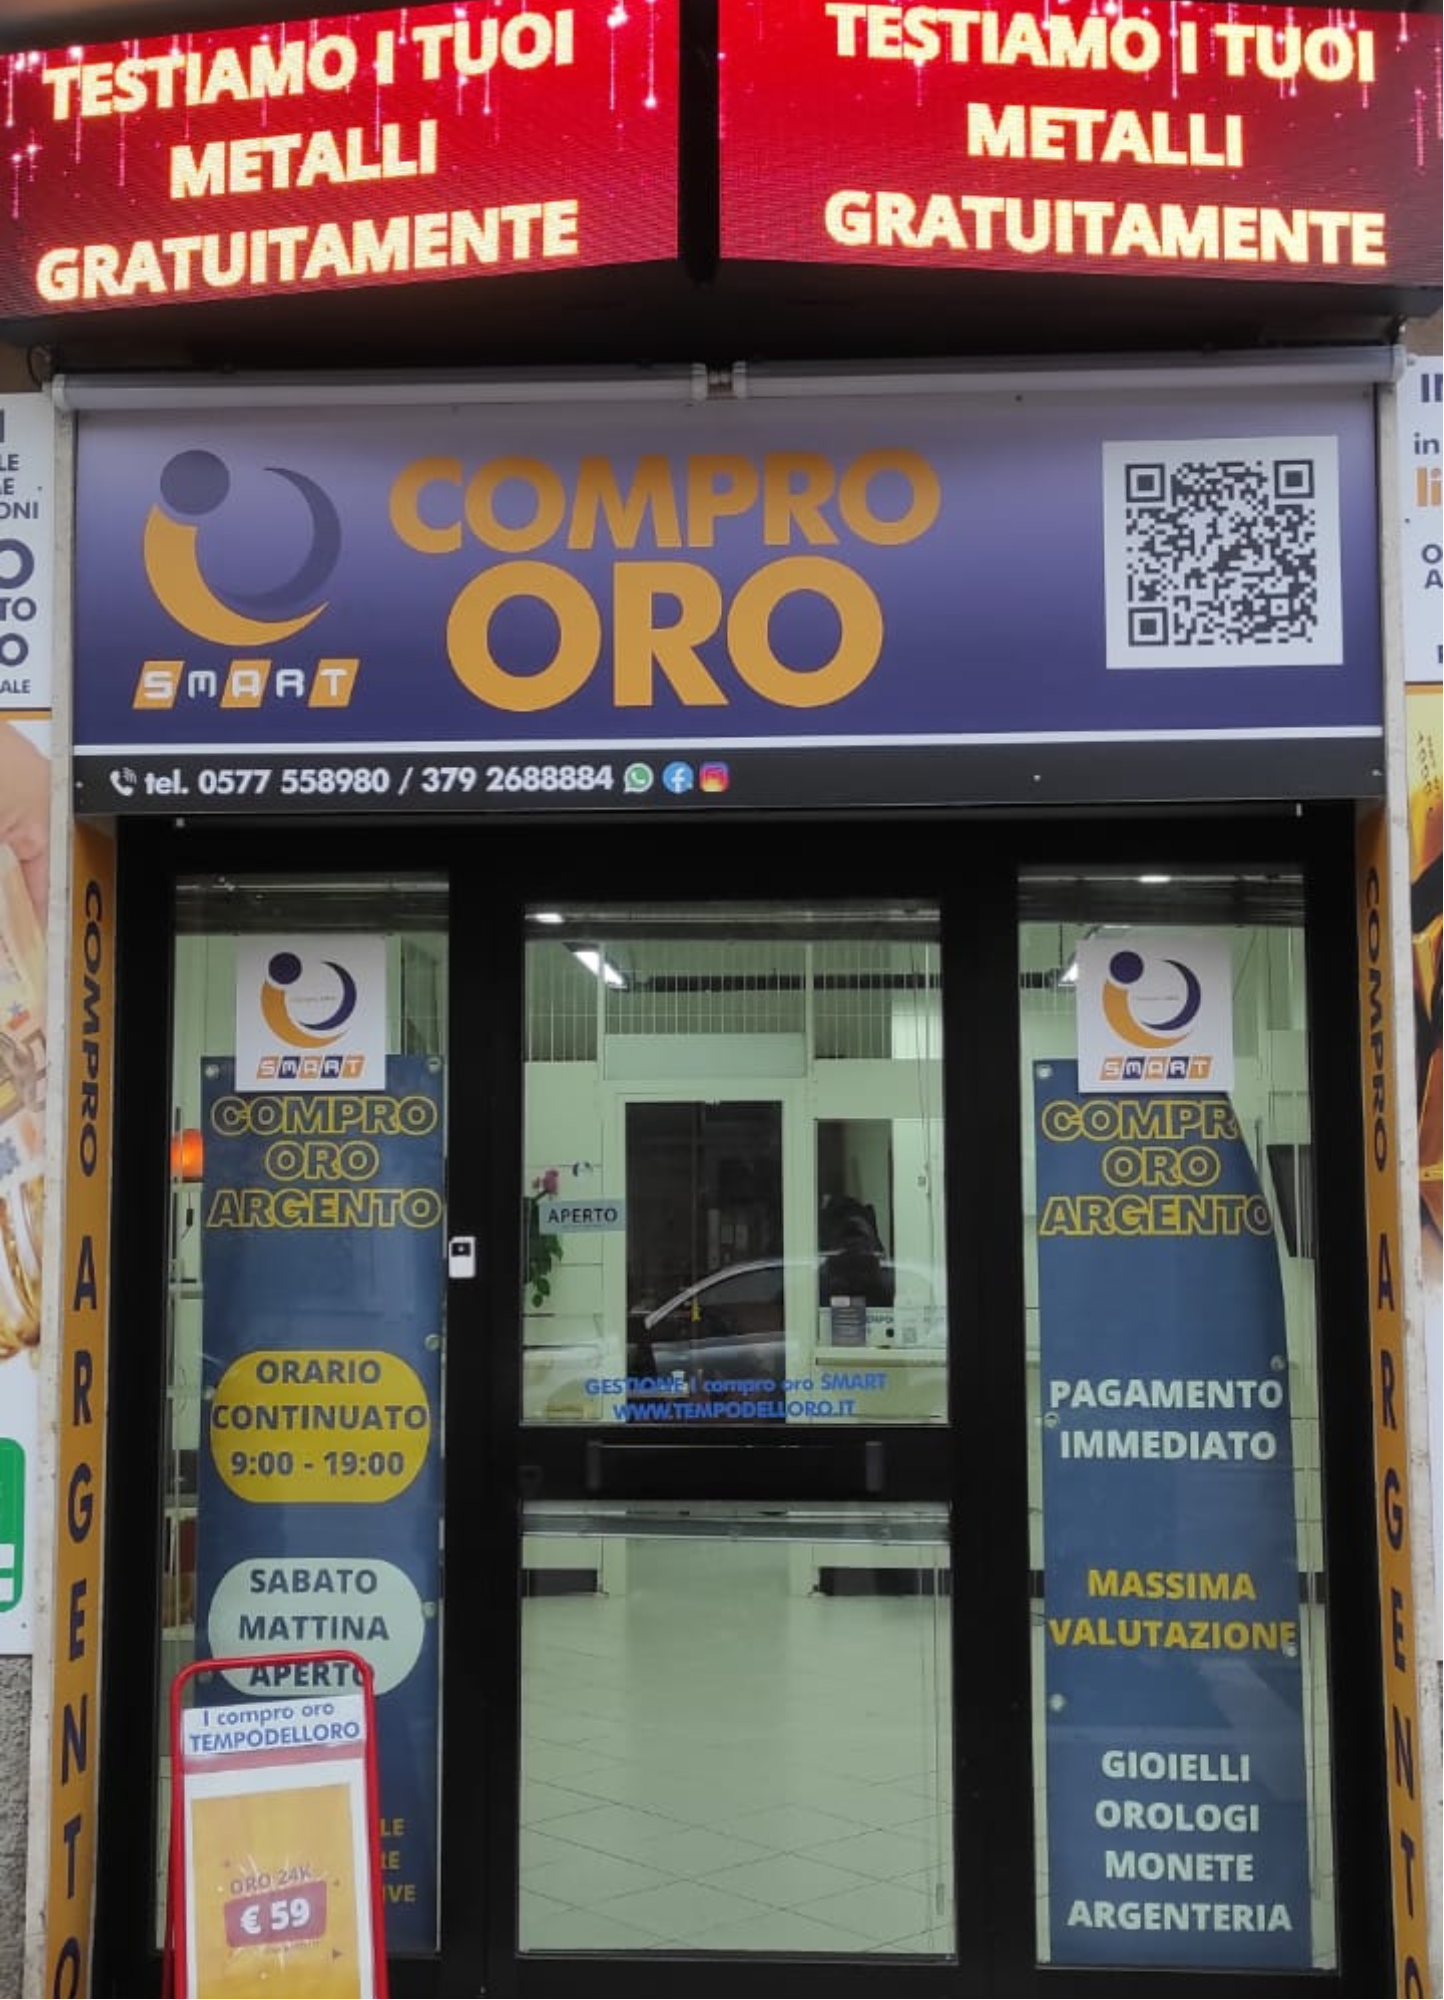 TESTIAMO I TUOI
METALLI
GRATUITAMENTE
TESTIAMO I TUOI
METALLI
GRATUITAMENTE
COMPRO
ORO
SMART
tel. 0577 558980 / 379 2688884
COMPRO ARGENTO
SMART
COMPRO
ORO
ARGENTO
ORARIO
CONTINUATO
9:00 - 19:00
SABATO
MATTINA
APERTO
I compro oro
TEMPODELLORO
ORO 24K
€ 59
APERTO
GESTIONE I compro oro SMART
WWW.TEMPODELLORO.IT
SMART
COMPR
ORO
ARGENTO
PAGAMENTO
IMMEDIATO
MASSIMA
VALUTAZIONE
GIOIELLI
OROLOGI
MONETE
ARGENTERIA
COMPRO ARGENTO